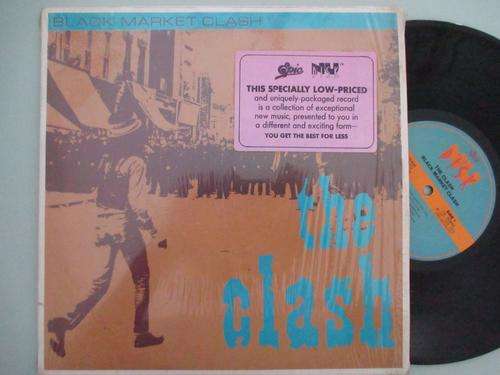 BLACK MARKET CLASH
Epic NU
THIS SPECIALLY LOW-PRICED
and uniquely-packaged record
is a collection of exceptional
new music, presented to you in
a different and exciting form—
YOU GET THE BEST FOR LESS
the
clash
NU
THE CLASH
BLACK MARKET CLASH